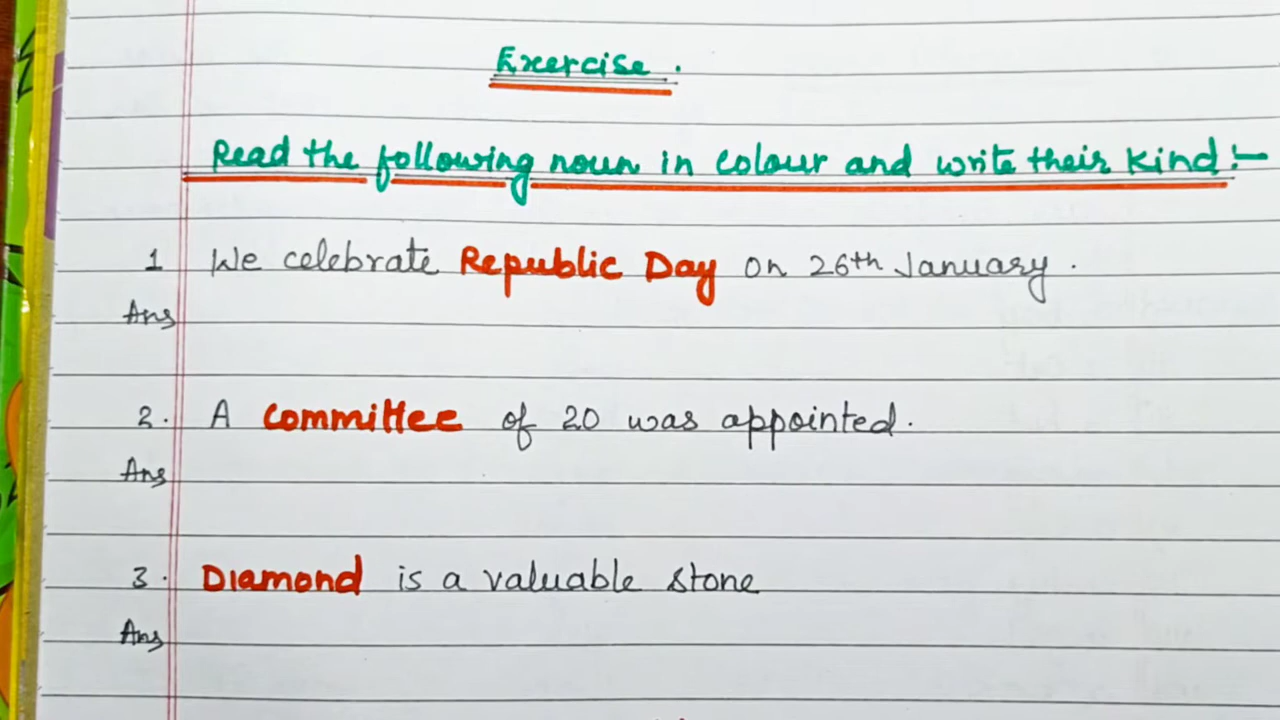 Exercise.
Read the following noun in colour and write their kind:-
1 We celebrate Republic Day on 26th January.
Ans
2. A committee of 20 was appointed.
Ans
3. Diamond is a valuable stone
Ans